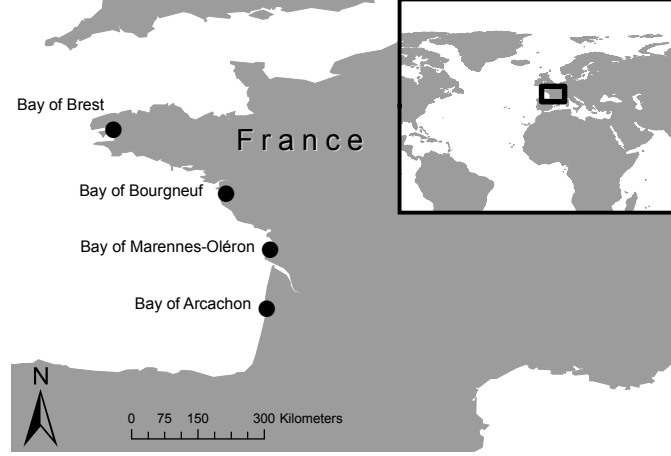 Bay of Brest
France
Bay of Bourgneuf
Bay of Marennes-Oléron
Bay of Arcachon
N
0 75 150 300 Kilometers